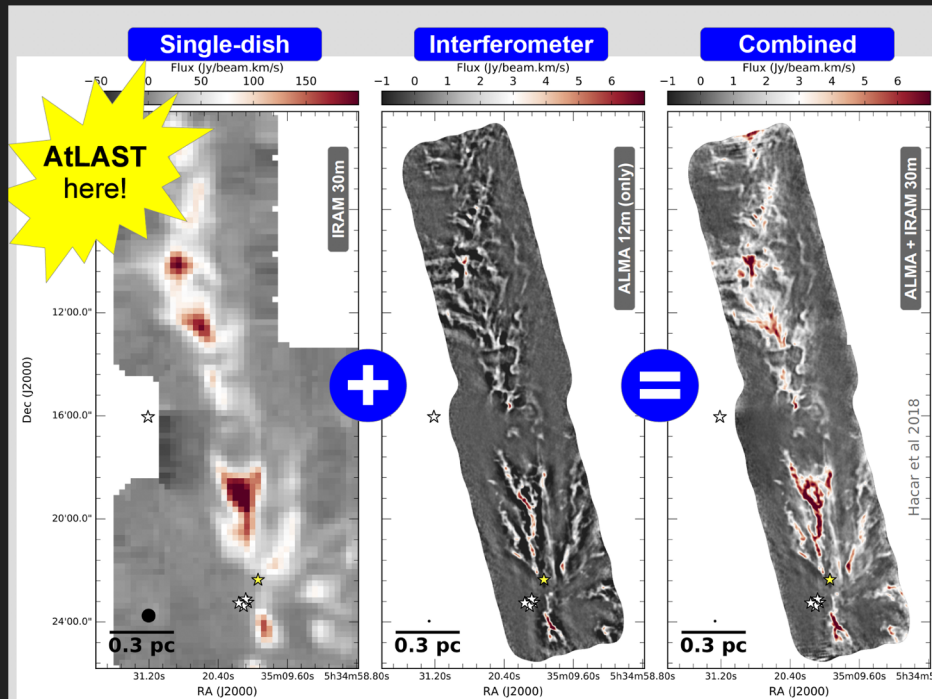 Single-dish
Interferometer
Combined
Flux (Jy/beam.km/s)
Flux (Jy/beam.km/s)
Flux (Jy/beam.km/s)
−50 0 50 100 150
−1 0 1 2 3 4 5 6
−1 0 1 2 3 4 5 6
AtLAST
here!
IRAM 30m
ALMA 12m (only)
ALMA + IRAM 30m
12'00.0"
16'00.0"
20'00.0"
24'00.0"
Dec (J2000)
+
=
Hacar et al 2018
0.3 pc
0.3 pc
0.3 pc
31.20s 20.40s 35m09.60s 5h34m58.80s
31.20s 20.40s 35m09.60s
31.20s 20.40s 35m09.60s
RA (J2000)
RA (J2000)
RA (J2000)